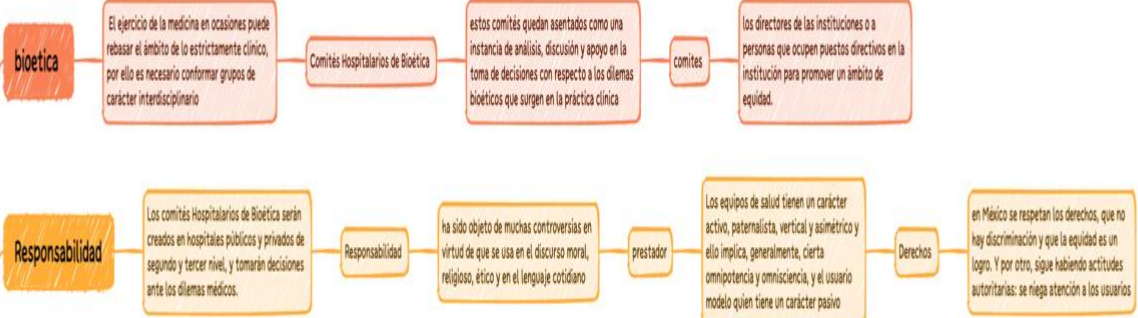 bioetica
El ejercicio de la medicina en ocasiones puede
rebasar el ámbito de lo estrictamente clínico,
por ello es necesario conformar grupos de
carácter interdisciplinario
Comités Hospitalarios de Bioética
estos comités quedan asentados como una
instancia de análisis, discusión y apoyo en la
toma de decisiones con respecto a los dilemas
bioéticos que surgen en la práctica clínica
comites
los directores de las instituciones o a
personas que ocupen puestos directivos en la
institución para promover un ámbito de
equidad.
Responsabilidad
Los comités Hospitalarios de Bioética serán
creados en hospitales públicos y privados de
segundo y tercer nivel, y tomarán decisiones
ante los dilemas médicos.
Responsabilidad
ha sido objeto de muchas controversias en
virtud de que se usa en el discurso moral,
religioso, ético y en el lenguaje cotidiano
prestador
Los equipos de salud tienen un carácter
activo, paternalista, vertical y asimétrico y
ello implica, generalmente, cierta
omnipotencia y omnisciencia, y el usuario
modelo quien tiene un carácter pasivo
Derechos
en México se respetan los derechos, que no
hay discriminación y que la equidad es un
logro. Y por otro, sigue habiendo actitudes
autoritarias: se niega atención a los usuarios